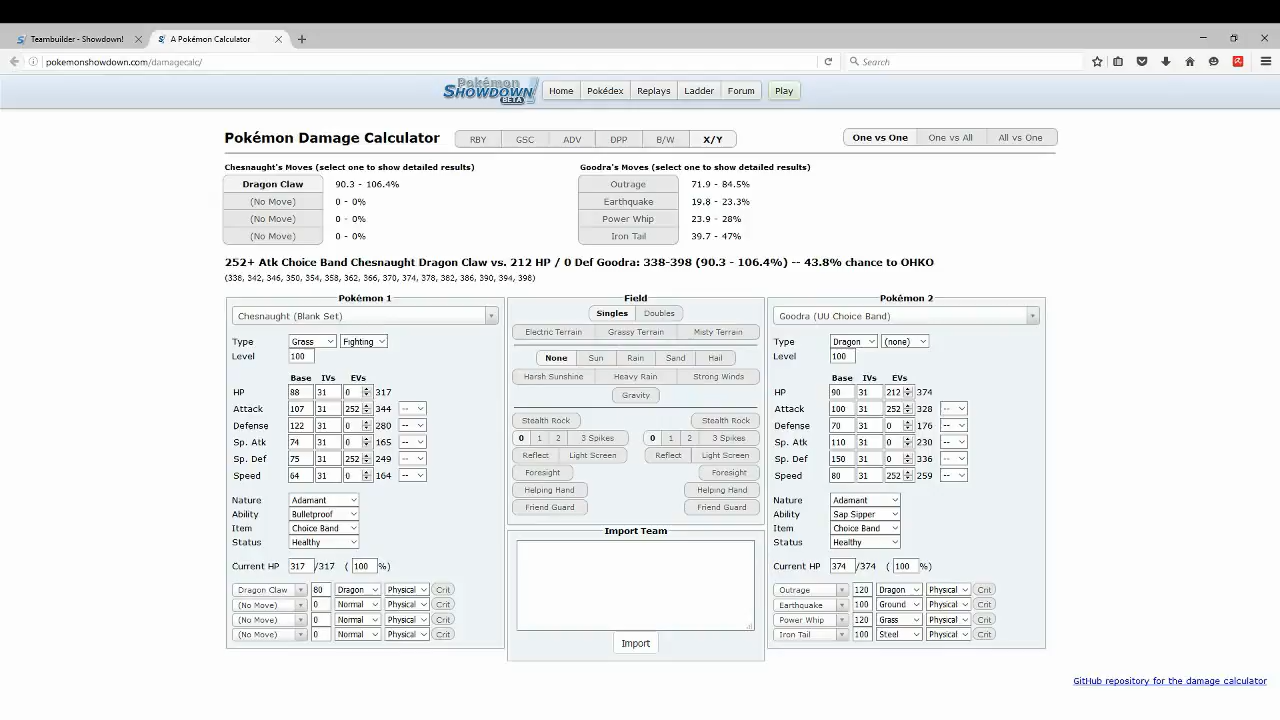 Teambuilder - Showdown!
A Pokémon Calculator
pokemonshowdown.com/damagecalc/
Search
Pokémon
SHOWDOWN
BETA
Home Pokédex Replays Ladder Forum Play
Pokémon Damage Calculator
RBY GSC ADV DPP B/W X/Y
One vs One One vs All All vs One
Chesnaught's Moves (select one to show detailed results)
Dragon Claw 90.3 - 106.4%
(No Move) 0 - 0%
(No Move) 0 - 0%
(No Move) 0 - 0%
Goodra's Moves (select one to show detailed results)
Outrage 71.9 - 84.5%
Earthquake 19.8 - 23.3%
Power Whip 23.9 - 28%
Iron Tail 39.7 - 47%
252+ Atk Choice Band Chesnaught Dragon Claw vs. 212 HP / 0 Def Goodra: 338-398 (90.3 - 106.4%) -- 43.8% chance to OHKO
(338, 342, 346, 350, 354, 358, 362, 366, 370, 374, 378, 382, 386, 390, 394, 398)
Pokémon 1
Chesnaught (Blank Set)
Type Grass Fighting
Level 100
Base IVs EVs
HP 88 31 0 317
Attack 107 31 252 344 --
Defense 122 31 0 280 --
Sp. Atk 74 31 0 165 --
Sp. Def 75 31 252 249 --
Speed 64 31 0 164 --
Nature Adamant
Ability Bulletproof
Item Choice Band
Status Healthy
Current HP 317 /317 ( 100 %)
Dragon Claw 80 Dragon Physical Crit
(No Move) 0 Normal Physical Crit
(No Move) 0 Normal Physical Crit
(No Move) 0 Normal Physical Crit
Field
Singles Doubles
Electric Terrain Grassy Terrain Misty Terrain
None Sun Rain Sand Hail
Harsh Sunshine Heavy Rain Strong Winds
Gravity
Stealth Rock Stealth Rock
0 1 2 3 Spikes 0 1 2 3 Spikes
Reflect Light Screen Reflect Light Screen
Foresight Foresight
Helping Hand Helping Hand
Friend Guard Friend Guard
Import Team
Import
Pokémon 2
Goodra (UU Choice Band)
Type Dragon (none)
Level 100
Base IVs EVs
HP 90 31 212 374
Attack 100 31 252 328 --
Defense 70 31 0 176 --
Sp. Atk 110 31 0 230 --
Sp. Def 150 31 0 336 --
Speed 80 31 252 259 --
Nature Adamant
Ability Sap Sipper
Item Choice Band
Status Healthy
Current HP 374 /374 ( 100 %)
Outrage 120 Dragon Physical Crit
Earthquake 100 Ground Physical Crit
Power Whip 120 Grass Physical Crit
Iron Tail 100 Steel Physical Crit
GitHub repository for the damage calculator